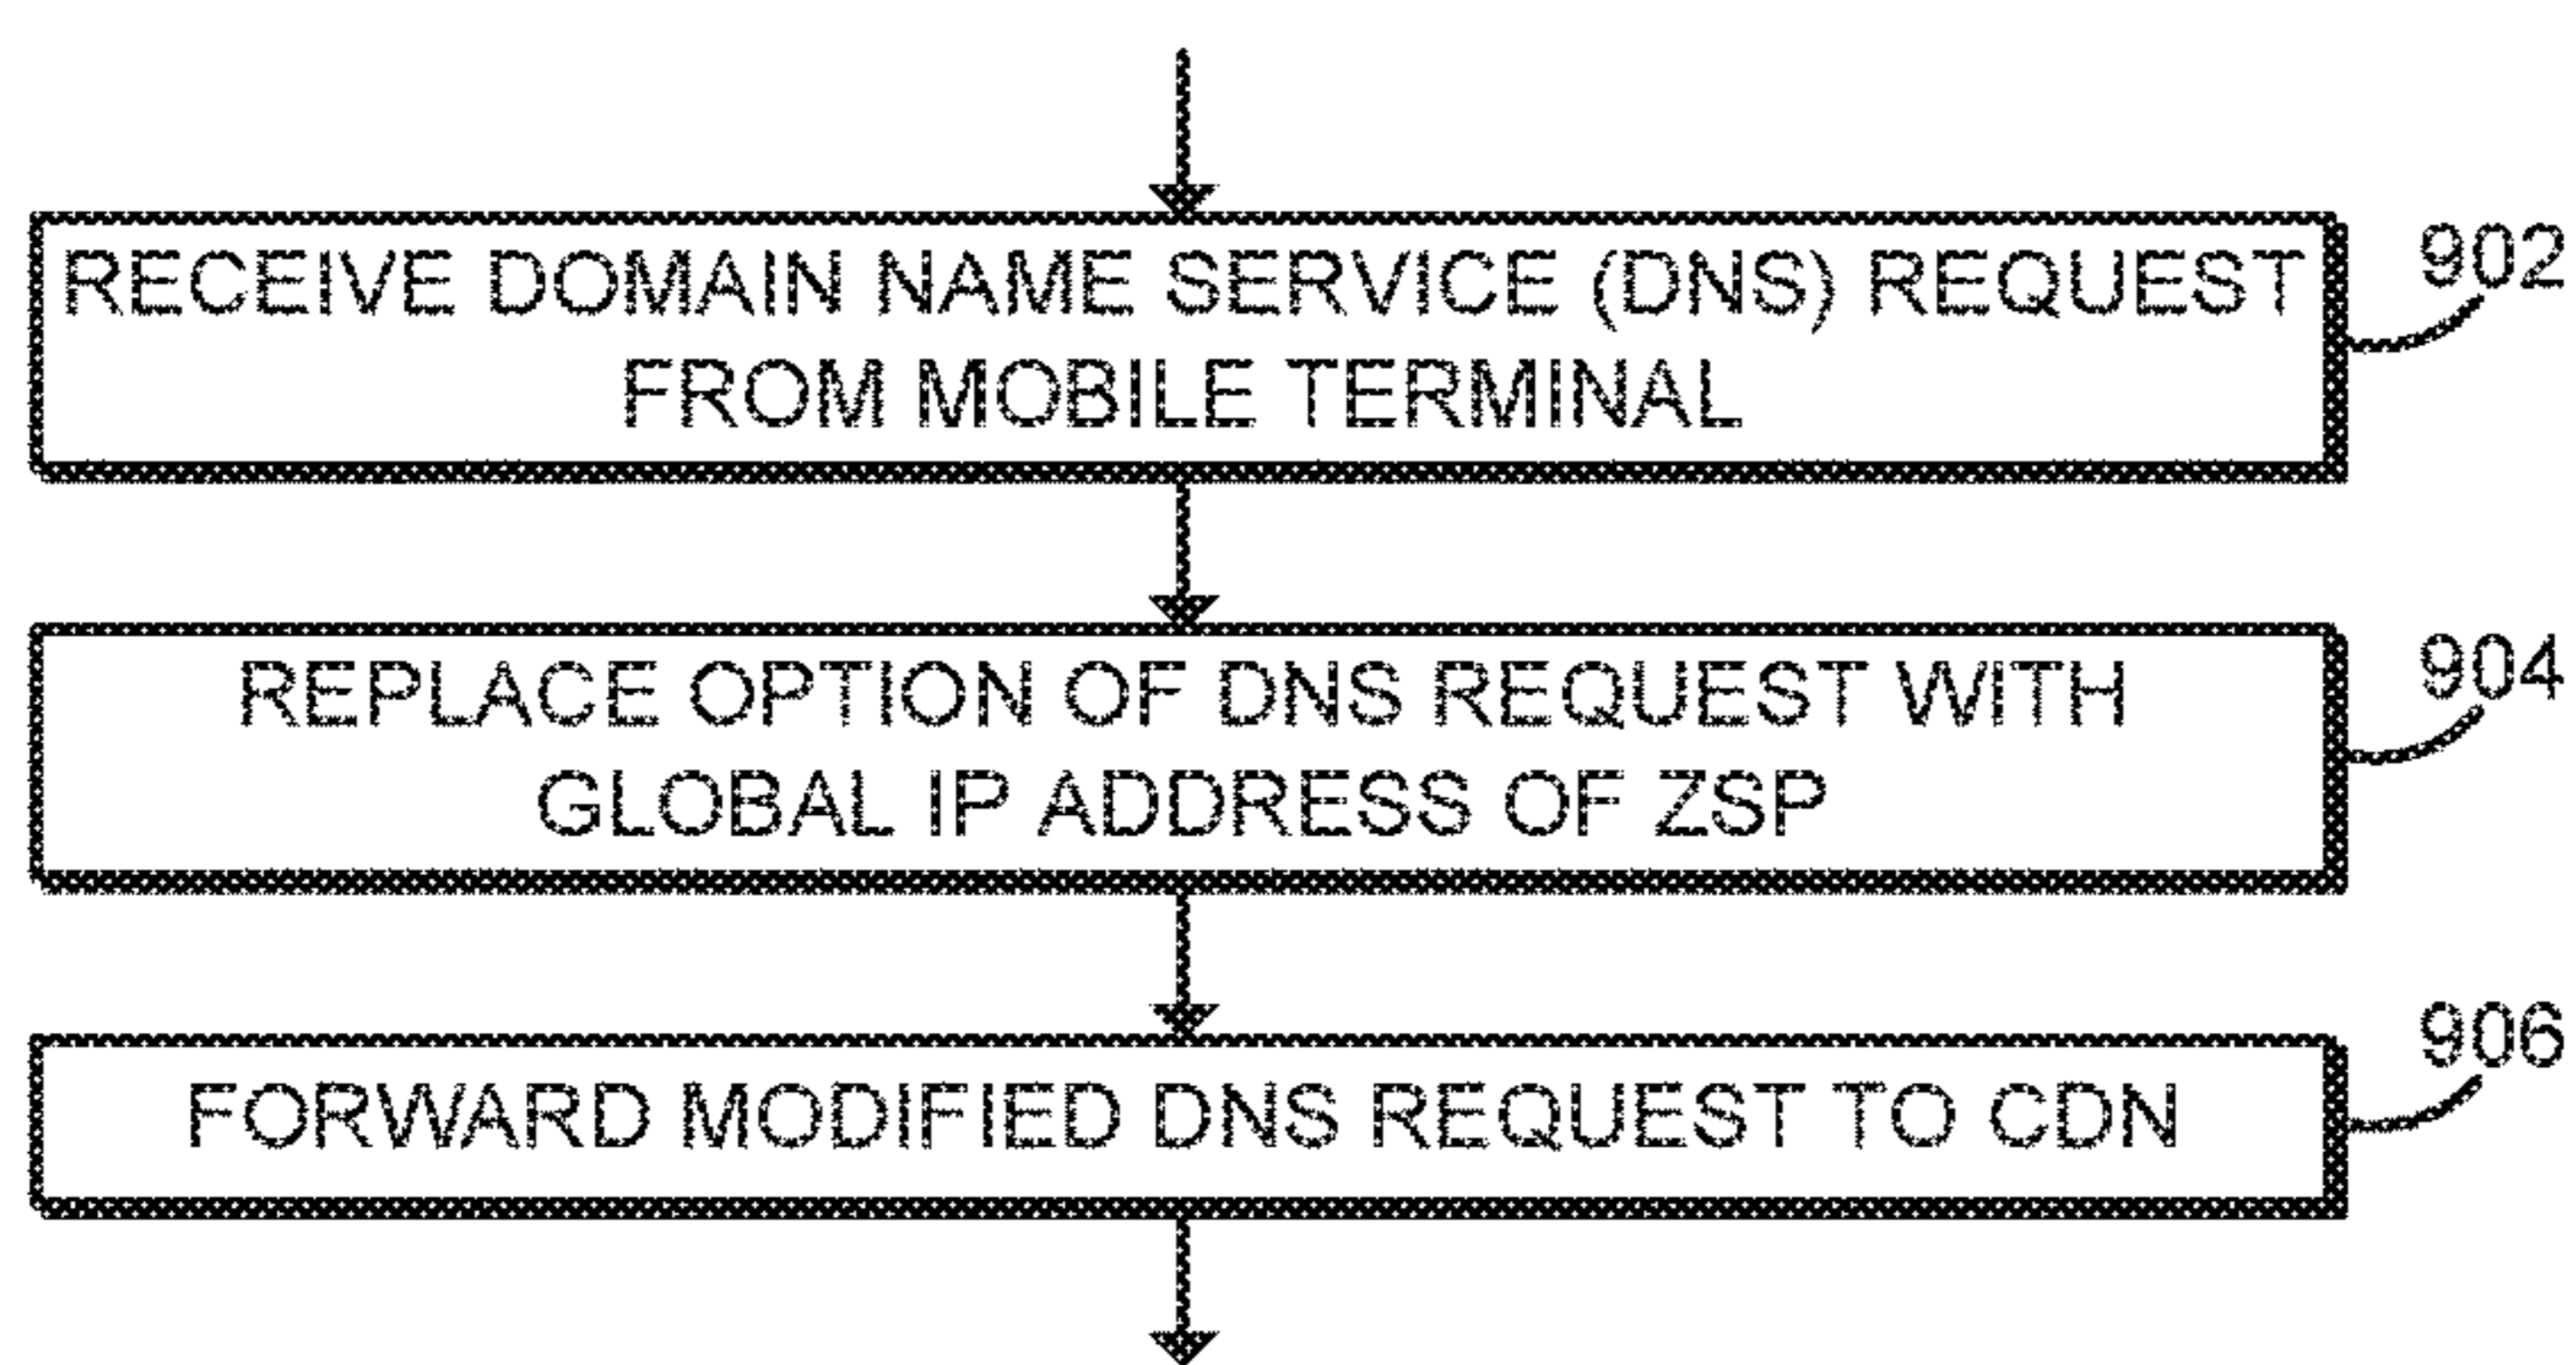 RECEIVE DOMAIN NAME SERVICE (DNS) REQUEST
FROM MOBILE TERMINAL
902
REPLACE OPTION OF DNS REQUEST WITH
GLOBAL IP ADDRESS OF ZSP
904
FORWARD MODIFIED DNS REQUEST TO CDN
906